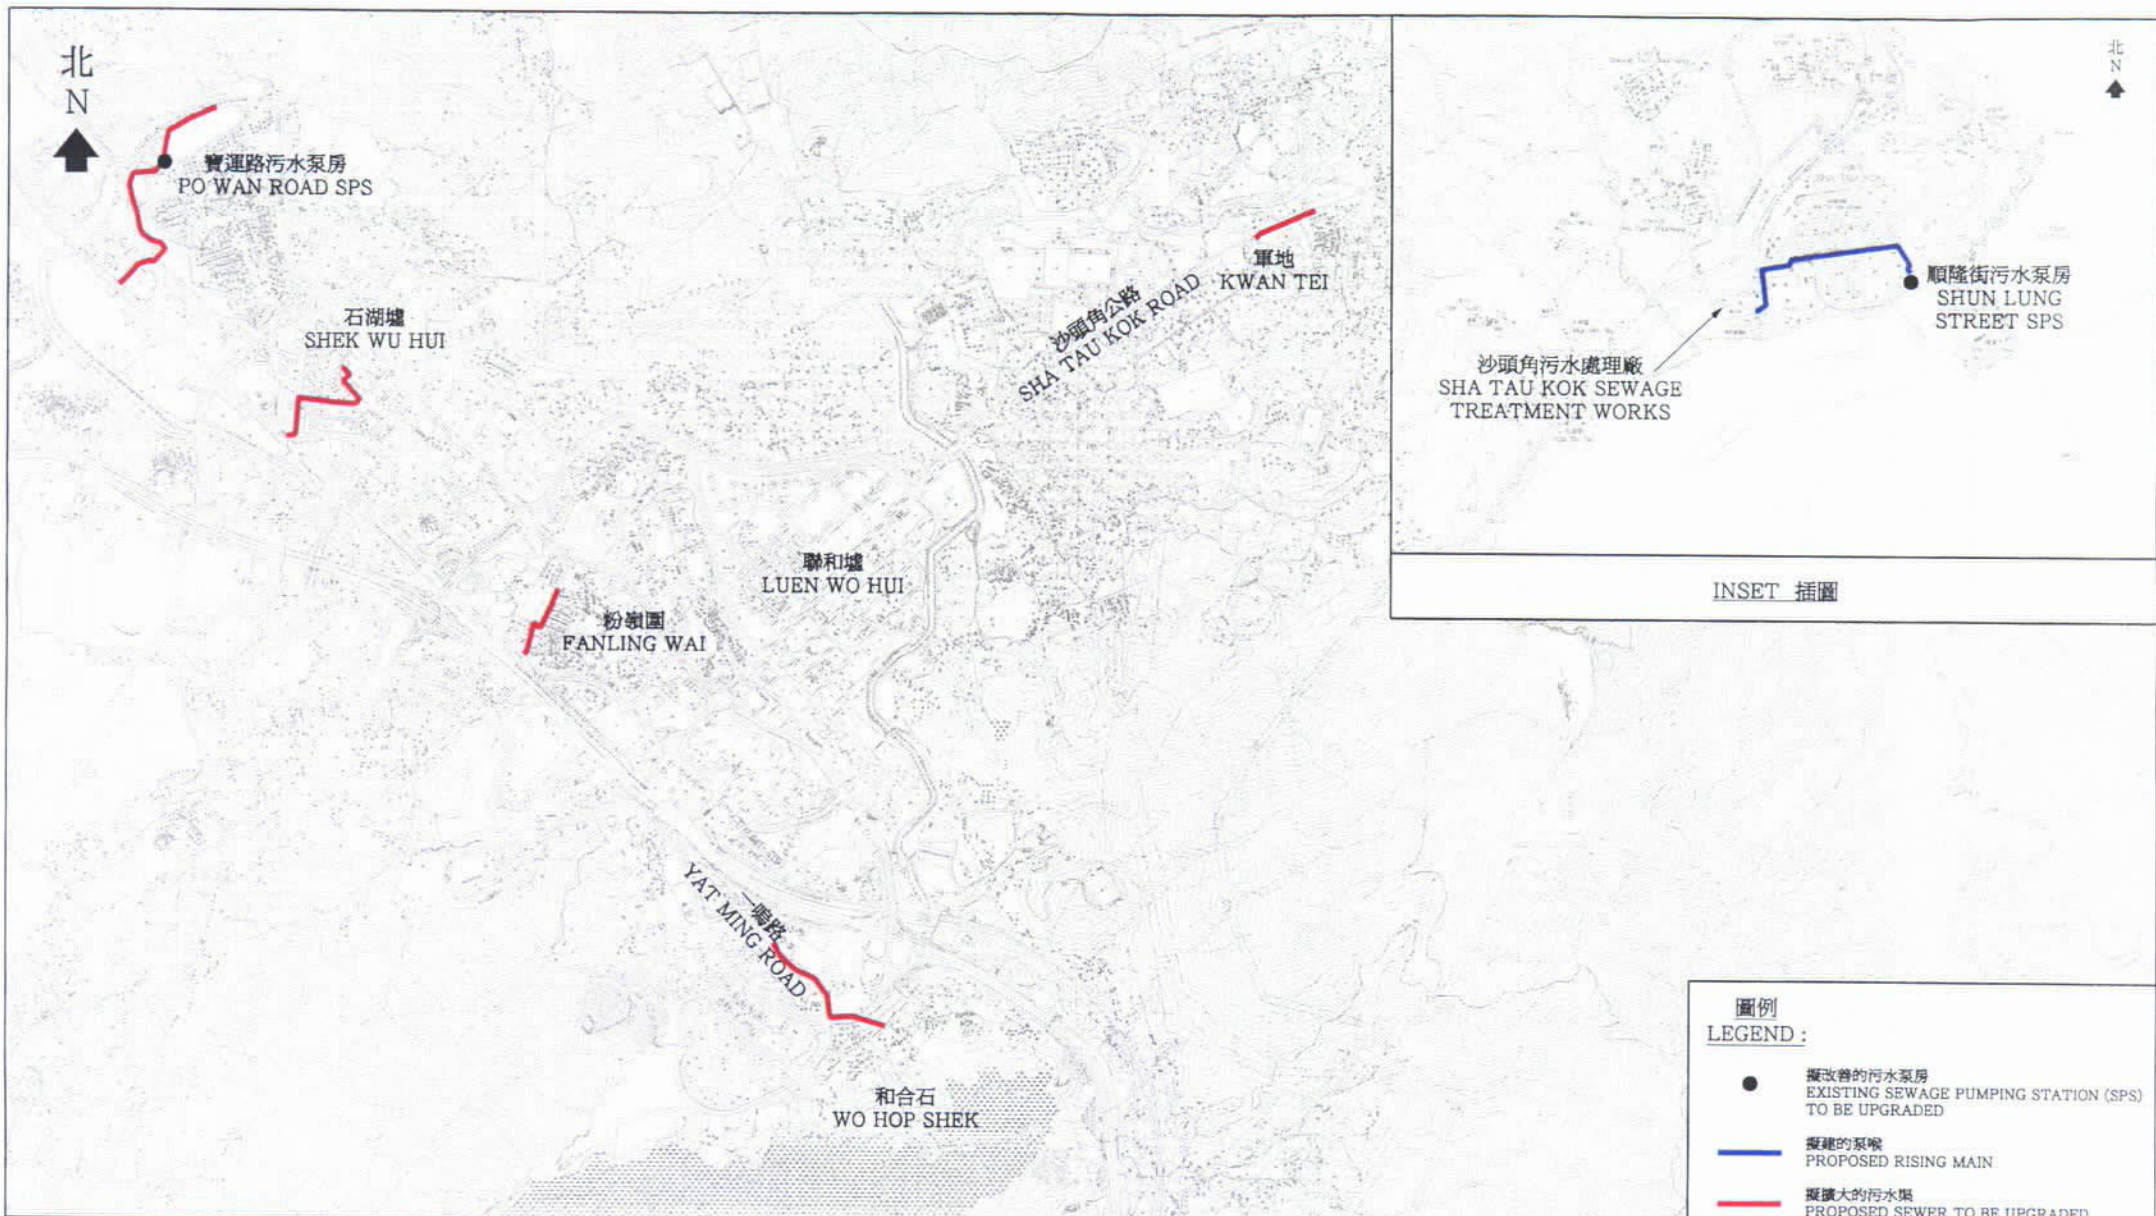 北
N
寶運路污水泵房
PO WAN ROAD SPS
石湖墟
SHEK WU HUI
軍地
KWAN TEI
沙頭角公路
SHA TAU KOK ROAD
聯和墟
LUEN WO HUI
粉嶺圍
FANLING WAI
一鳴路
YAT MING ROAD
和合石
WO HOP SHEK
北
N
順隆街污水泵房
SHUN LUNG
STREET SPS
沙頭角污水處理廠
SHA TAU KOK SEWAGE
TREATMENT WORKS
INSET 插圖
圖例
LEGEND :
擬改善的污水泵房
EXISTING SEWAGE PUMPING STATION (SPS)
TO BE UPGRADED
擬建的泵喉
PROPOSED RISING MAIN
擬擴大的污水渠
PROPOSED SEWER TO BE UPGRADED